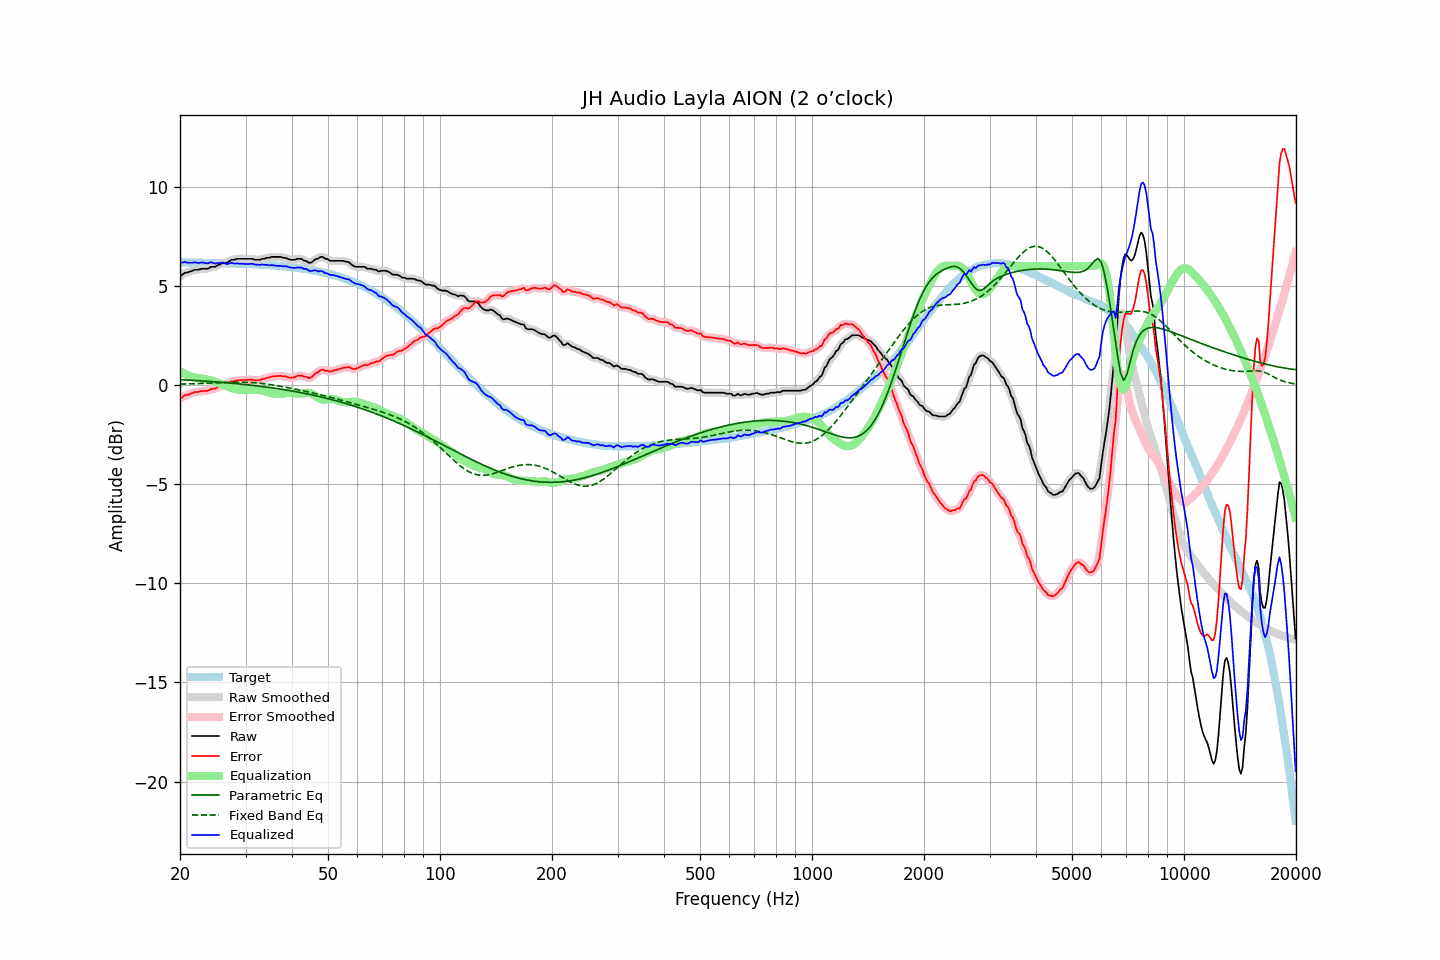 JH Audio Layla AION (2 o’clock)
Amplitude (dBr)
10
5
0
−5
−10
−15
−20
Target
Raw Smoothed
Error Smoothed
Raw
Error
Equalization
Parametric Eq
Fixed Band Eq
Equalized
20 50 100 200 500 1000 2000 5000 10000 20000
Frequency (Hz)